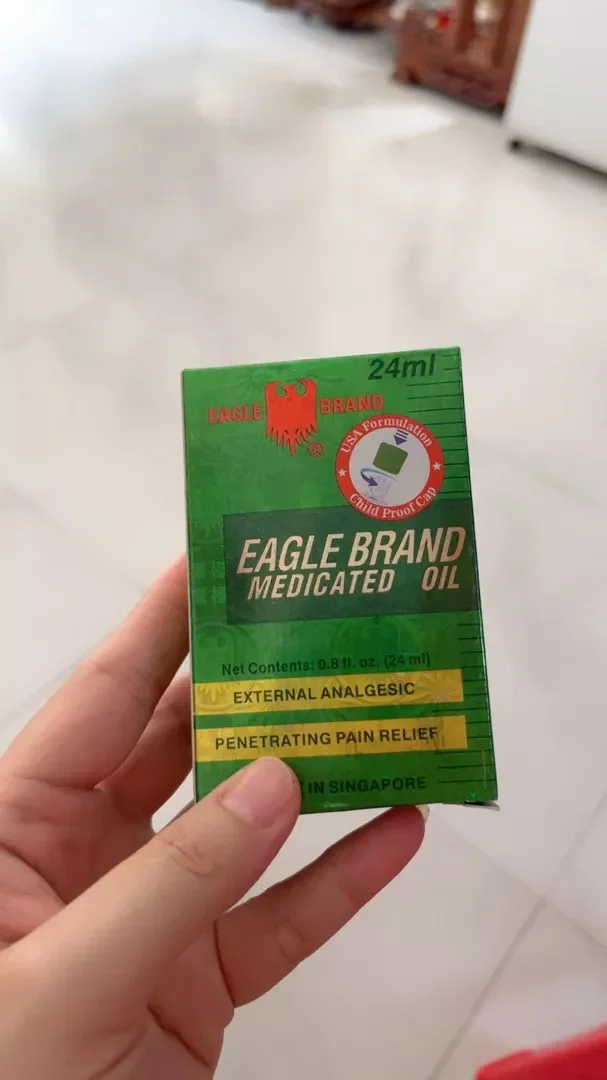 24ml
EAGLE BRAND
®
USA Formulation
Child Proof Cap
EAGLE BRAND
MEDICATED OIL
Net Contents: 0.8 fl. oz. (24 ml)
EXTERNAL ANALGESIC
PENETRATING PAIN RELIEF
IN SINGAPORE